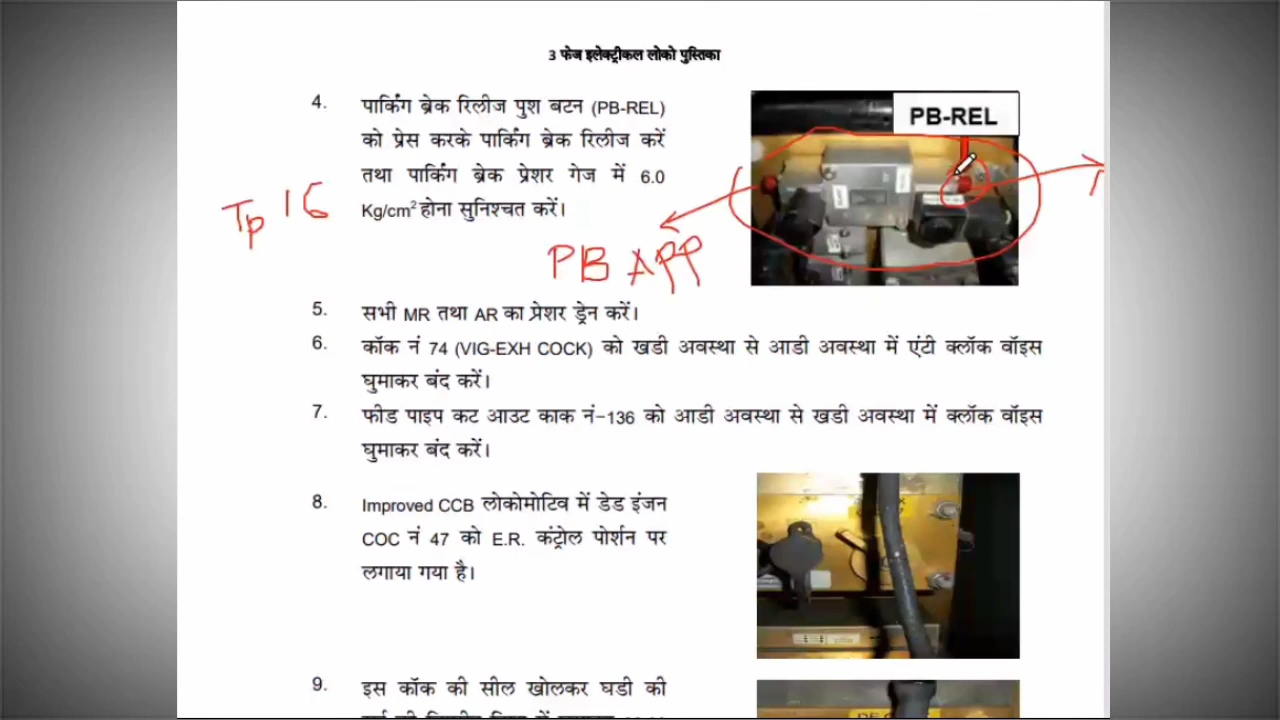 3 फेज इलेक्ट्रीकल लोको पुस्तिका
4. पार्किंग ब्रेक रिलीज पुश बटन (PB-REL)
को प्रेस करके पार्किंग ब्रेक रिलीज करें
तथा पार्किंग ब्रेक प्रेशर गेज में 6.0
Kg/cm² होना सुनिश्चत करें।
PB-REL
Tp 16
PB APP
5. सभी MR तथा AR का प्रेशर ड्रेन करें।
6. कॉक नं 74 (VIG-EXH COCK) को खडी अवस्था से आडी अवस्था में एंटी क्लॉक वॉइस
घुमाकर बंद करें।
7. फीड पाइप कट आउट काक नं-136 को आडी अवस्था से खडी अवस्था में क्लॉक वॉइस
घुमाकर बंद करें।
8. Improved CCB लोकोमोटिव में डेड इंजन
COC नं 47 को E.R. कंट्रोल पोर्शन पर
लगाया गया है।
9. इस कॉक की सील खोलकर घडी की